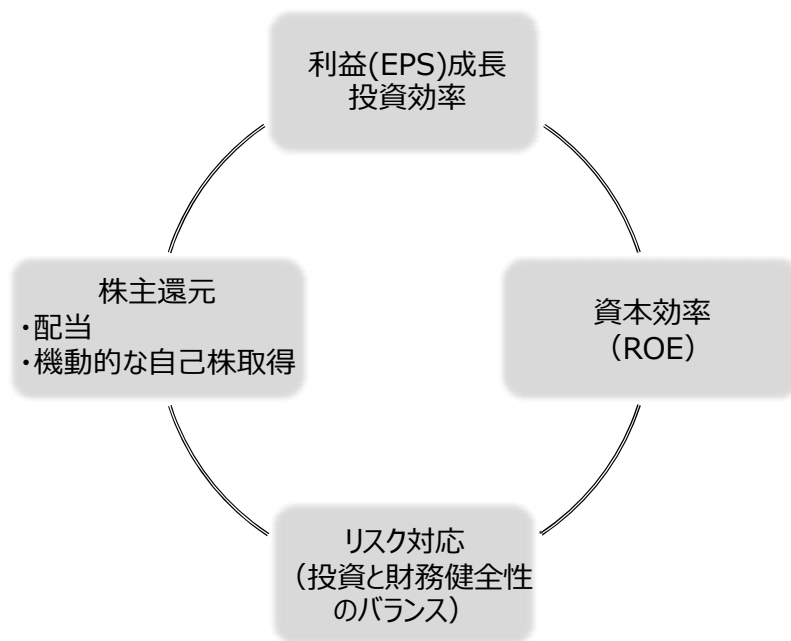 利益(EPS)成長
投資効率
株主還元
・配当
・機動的な自己株取得
資本効率
（ROE）
リスク対応
（投資と財務健全性
のバランス）